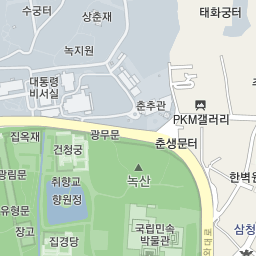 수궁터
상춘재
태화궁터
녹지원
대통령
비서실
춘추관
PKM갤러리
집옥재
광무문
춘생문터
건청궁
광림문
취향교
향원정
녹산
한벽원
유형문
장고
국립민속
박물관
집경당
삼청
와대로